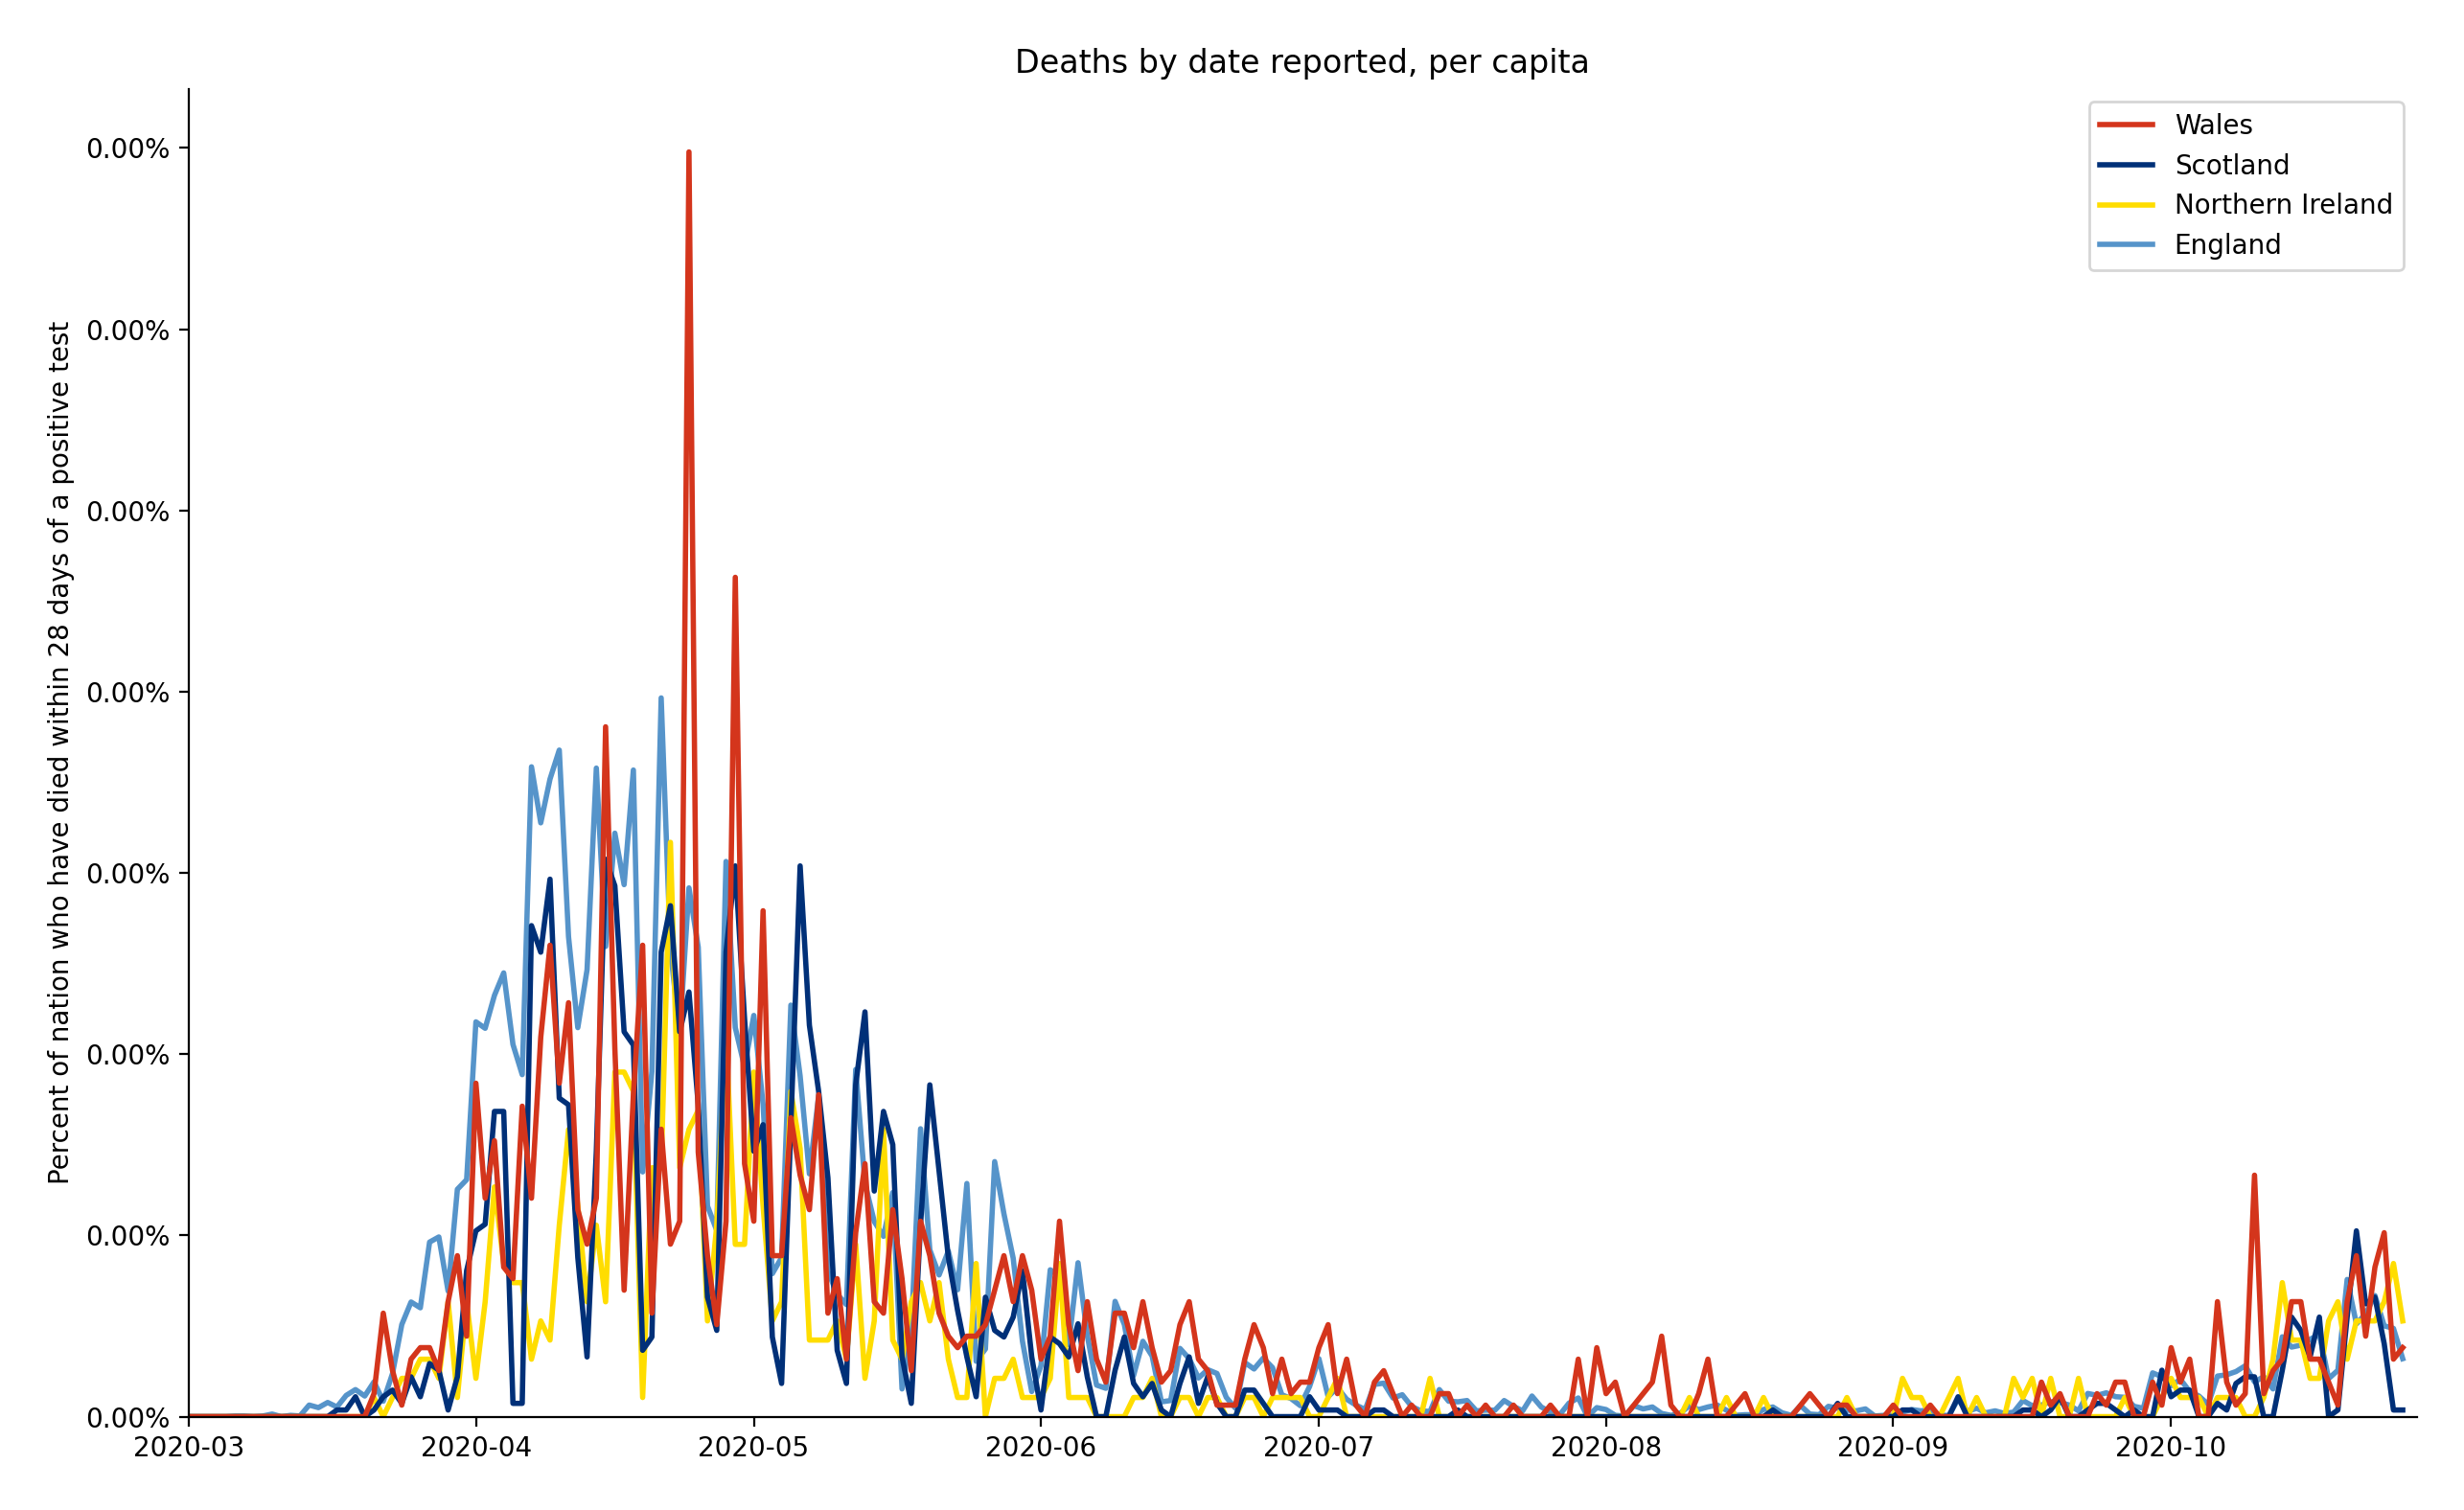 Deaths by date reported, per capita
Wales
Scotland
Northern Ireland
England
Percent of nation who have died within 28 days of a positive test
0.00%
0.00%
0.00%
0.00%
0.00%
0.00%
0.00%
0.00%
2020-03
2020-04
2020-05
2020-06
2020-07
2020-08
2020-09
2020-10